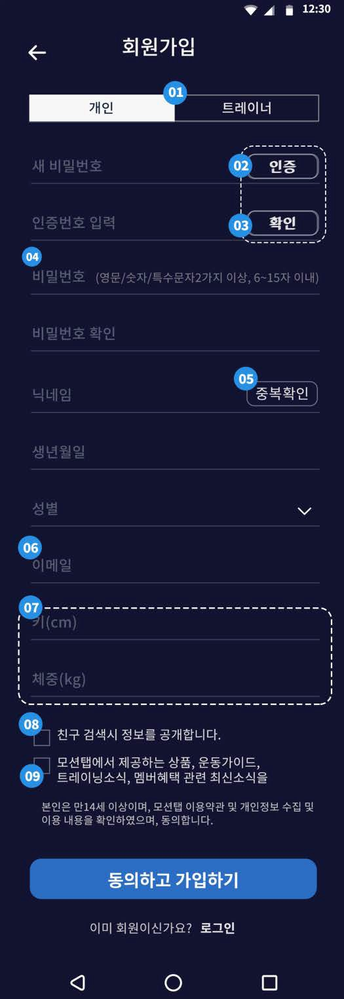 12:30
회원가입
01
개인
트레이너
새 비밀번호
02
인증
인증번호 입력
03
확인
04
비밀번호 (영문/숫자/특수문자2가지 이상, 6~15자 이내)
비밀번호 확인
05
닉네임
중복확인
생년월일
성별
06
이메일
07
키(cm)
체중(kg)
08
친구 검색시 정보를 공개합니다.
09
모션탭에서 제공하는 상품, 운동가이드,
트레이닝소식, 멤버혜택 관련 최신소식을
본인은 만14세 이상이며, 모션탭 이용약관 및 개인정보 수집 및
이용 내용을 확인하였으며, 동의합니다.
동의하고 가입하기
이미 회원이신가요? 로그인